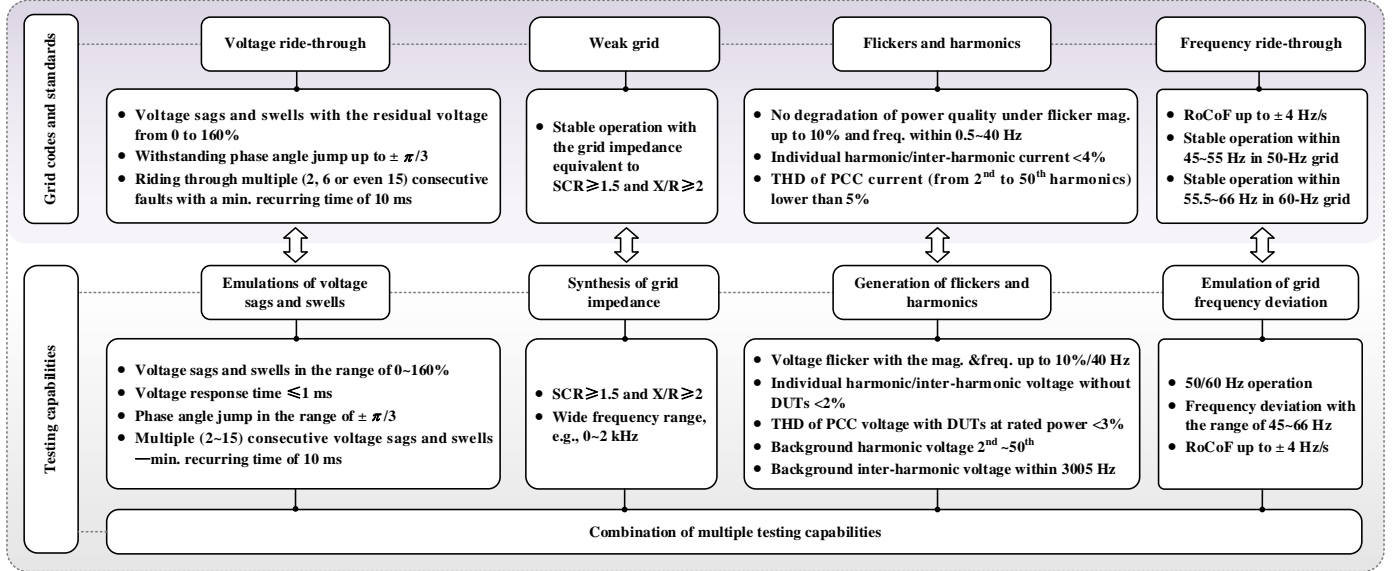 Grid codes and standards
Voltage ride-through
Weak grid
Flickers and harmonics
Frequency ride-through
● Voltage sags and swells with the residual voltage
from 0 to 160%
● Withstanding phase angle jump up to ± π/3
● Riding through multiple (2, 6 or even 15) consecutive
faults with a min. recurring time of 10 ms
● Stable operation with
the grid impedance
equivalent to
SCR≥1.5 and X/R≥2
● No degradation of power quality under flicker mag.
up to 10% and freq. within 0.5~40 Hz
● Individual harmonic/inter-harmonic current <4%
● THD of PCC current (from 2nd to 50th harmonics)
lower than 5%
● RoCoF up to ± 4 Hz/s
● Stable operation within
45~55 Hz in 50-Hz grid
● Stable operation within
55.5~66 Hz in 60-Hz grid
Testing capabilities
Emulations of voltage
sags and swells
Synthesis of grid
impedance
Generation of flickers and
harmonics
Emulation of grid
frequency deviation
● Voltage sags and swells in the range of 0~160%
● Voltage response time ≤1 ms
● Phase angle jump in the range of ± π/3
● Multiple (2~15) consecutive voltage sags and swells
—min. recurring time of 10 ms
● SCR≥1.5 and X/R≥2
● Wide frequency range,
e.g., 0~2 kHz
● Voltage flicker with the mag. &freq. up to 10%/40 Hz
● Individual harmonic/inter-harmonic voltage without
DUTs <2%
● THD of PCC voltage with DUTs at rated power <3%
● Background harmonic voltage 2nd ~50th
● Background inter-harmonic voltage within 3005 Hz
● 50/60 Hz operation
● Frequency deviation with
the range of 45~66 Hz
● RoCoF up to ± 4 Hz/s
Combination of multiple testing capabilities